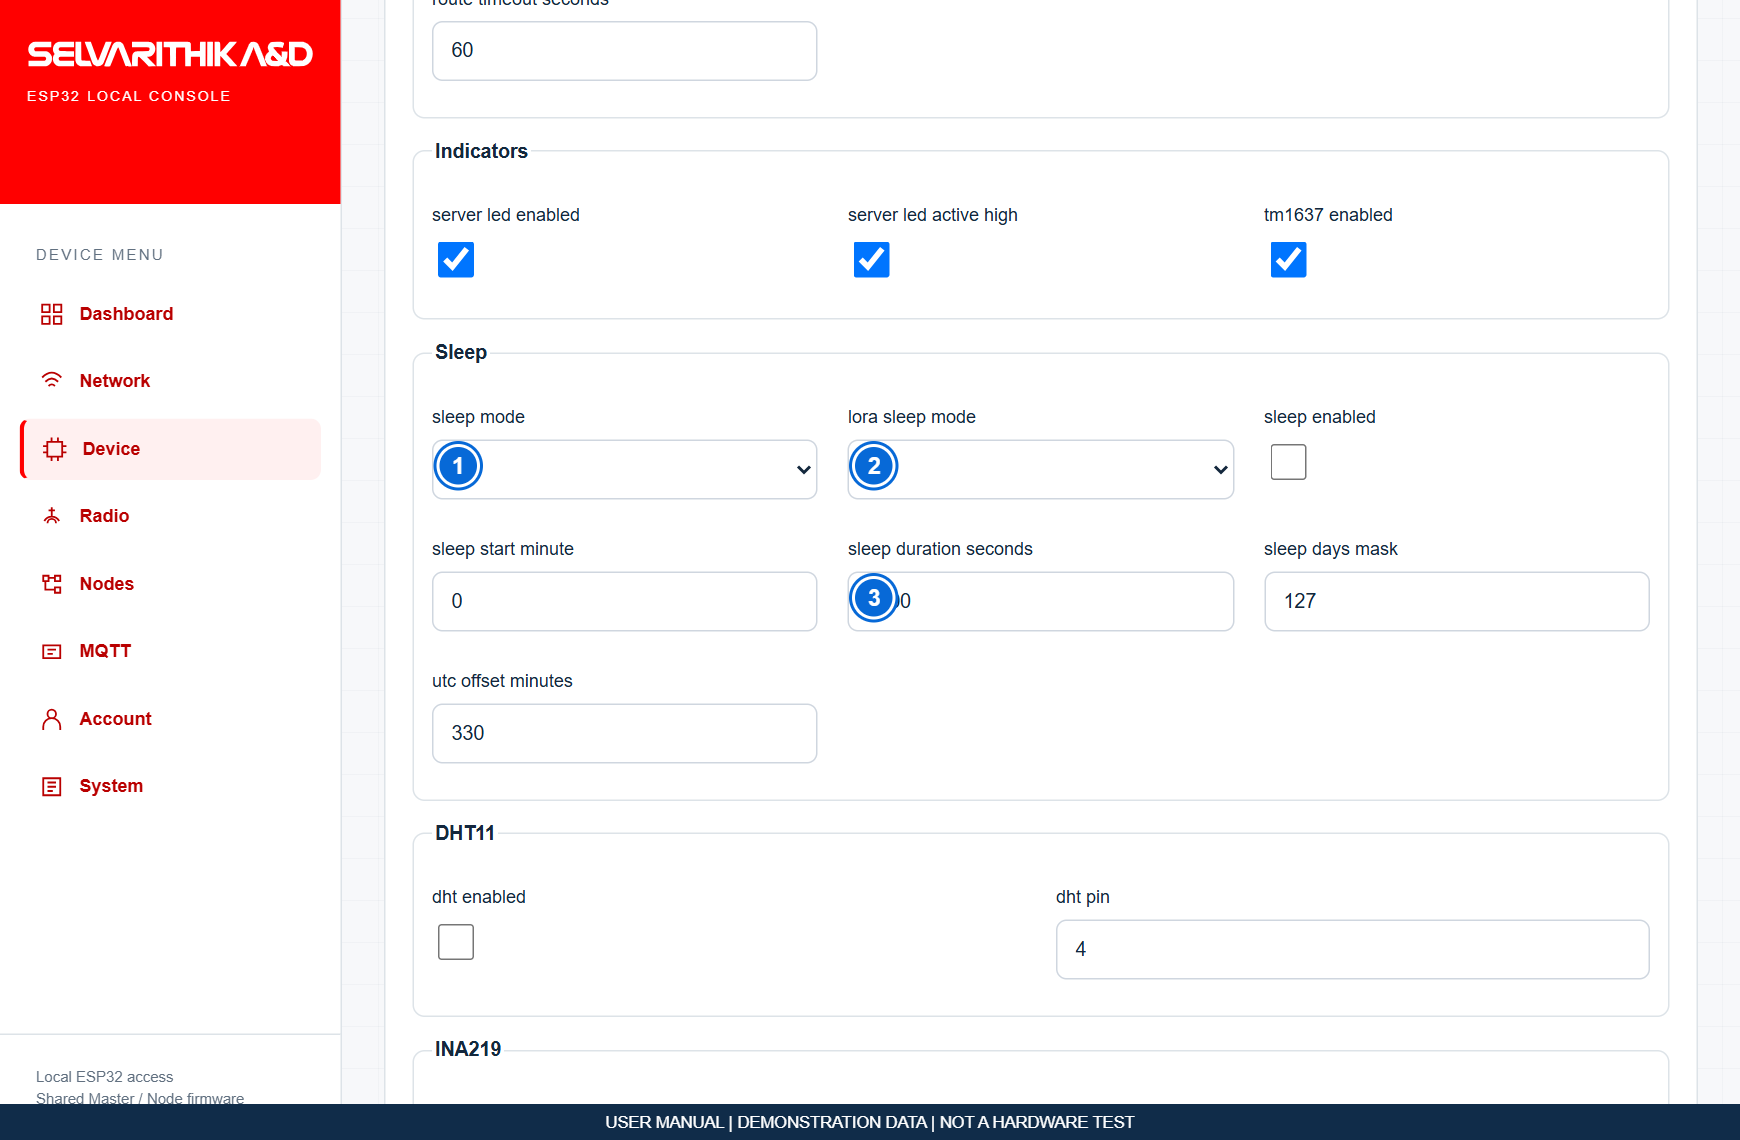 SELVARITHIK A&D
ESP32 LOCAL CONSOLE
DEVICE MENU
Dashboard
Network
Device
Radio
Nodes
MQTT
Account
System
Local ESP32 access
Shared Master / Node firmware
route timeout seconds
60
Indicators
server led enabled
server led active high
tm1637 enabled
Sleep
sleep mode
lora sleep mode
sleep enabled
1
2
sleep start minute
sleep duration seconds
sleep days mask
0
3
127
utc offset minutes
330
DHT11
dht enabled
dht pin
4
INA219
USER MANUAL | DEMONSTRATION DATA | NOT A HARDWARE TEST